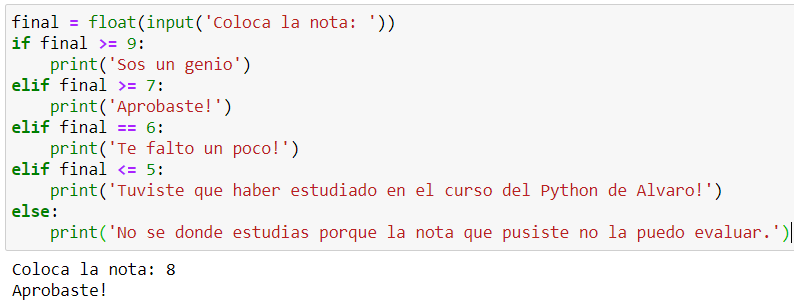 final = float(input('Coloca la nota: '))
if final >= 9:
    print('Sos un genio')
elif final >= 7:
    print('Aprobaste!')
elif final == 6:
    print('Te falto un poco!')
elif final <= 5:
    print('Tuviste que haber estudiado en el curso del Python de Alvaro!')
else:
    print('No se donde estudias porque la nota que pusiste no la puedo evaluar.')
Coloca la nota: 8
Aprobaste!